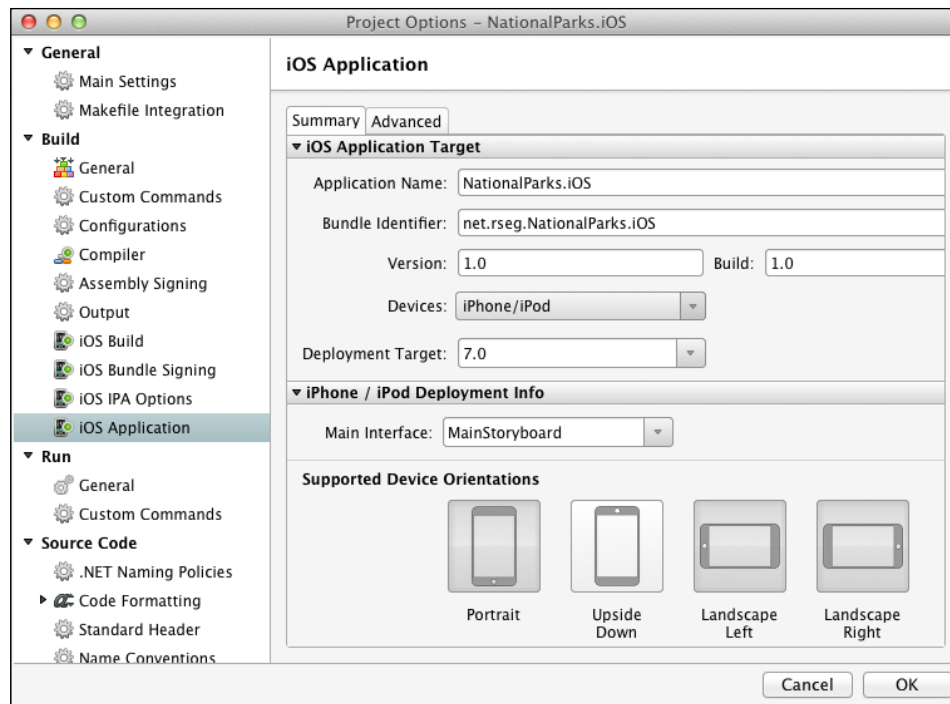 Project Options – NationalParks.iOS
General
Main Settings
Makefile Integration
Build
General
Custom Commands
Configurations
Compiler
Assembly Signing
Output
iOS Build
iOS Bundle Signing
iOS IPA Options
iOS Application
Run
General
Custom Commands
Source Code
.NET Naming Policies
Code Formatting
Standard Header
Name Conventions
iOS Application
Summary Advanced
iOS Application Target
Application Name: NationalParks.iOS
Bundle Identifier: net.rseg.NationalParks.iOS
Version: 1.0 Build: 1.0
Devices: iPhone/iPod
Deployment Target: 7.0
iPhone / iPod Deployment Info
Main Interface: MainStoryboard
Supported Device Orientations
Portrait Upside Landscape Landscape
Down Left Right
Cancel OK